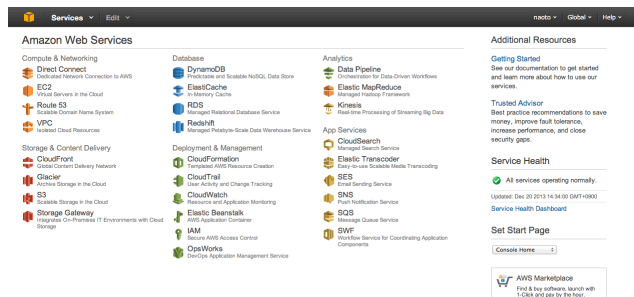 Services Edit naoto Global Help
Amazon Web Services
Compute & Networking
Direct Connect
Dedicated Network Connection to AWS
EC2
Virtual Servers in the Cloud
Route 53
Scalable Domain Name System
VPC
Isolated Cloud Resources
Storage & Content Delivery
CloudFront
Global Content Delivery Network
Glacier
Archive Storage in the Cloud
S3
Scalable Storage in the Cloud
Storage Gateway
Integrates On-Premises IT Environments with Cloud
Storage
Database
DynamoDB
Predictable and Scalable NoSQL Data Store
ElastiCache
In-Memory Cache
RDS
Managed Relational Database Service
Redshift
Managed Petabyte-Scale Data Warehouse Service
Deployment & Management
CloudFormation
Templated AWS Resource Creation
CloudTrail
User Activity and Change Tracking
CloudWatch
Resource and Application Monitoring
Elastic Beanstalk
AWS Application Container
IAM
Secure AWS Access Control
OpsWorks
DevOps Application Management Service
Analytics
Data Pipeline
Orchestration for Data-Driven Workflows
Elastic MapReduce
Managed Hadoop Framework
Kinesis
Real-time Processing of Streaming Big Data
App Services
CloudSearch
Managed Search Service
Elastic Transcoder
Easy-to-use Scalable Media Transcoding
SES
Email Sending Service
SNS
Push Notification Service
SQS
Message Queue Service
SWF
Workflow Service for Coordinating Application
Components
Additional Resources
Getting Started
See our documentation to get started
and learn more about how to use our
services.
Trusted Advisor
Best practice recommendations to save
money, improve fault tolerance,
increase performance, and close
security gaps.
Service Health
All services operating normally.
Updated: Dec 20 2013 14:34:00 GMT+0900
Service Health Dashboard
Set Start Page
Console Home
AWS Marketplace
Find & buy software, launch with
1-Click and pay by the hour.